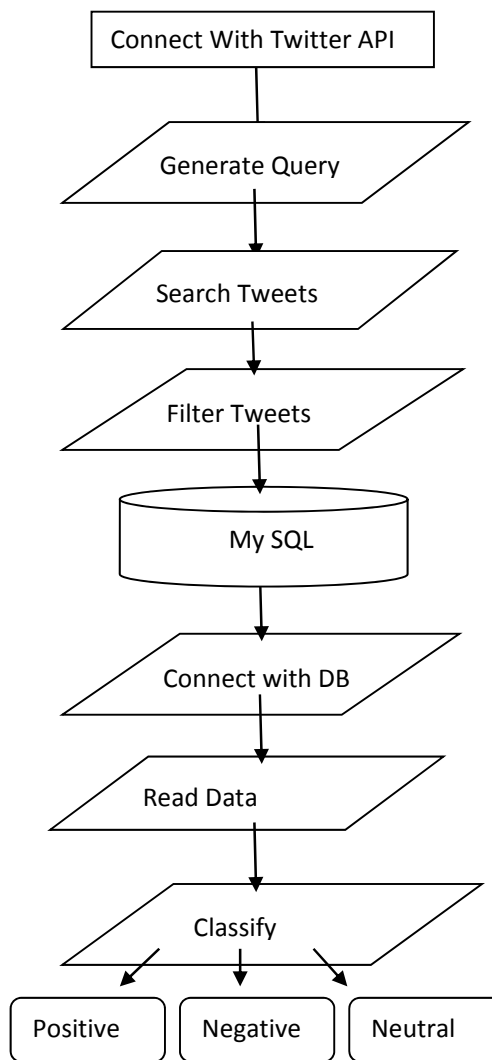 Connect With Twitter API
Generate Query
Search Tweets
Filter Tweets
My SQL
Connect with DB
Read Data
Classify
Positive
Negative
Neutral